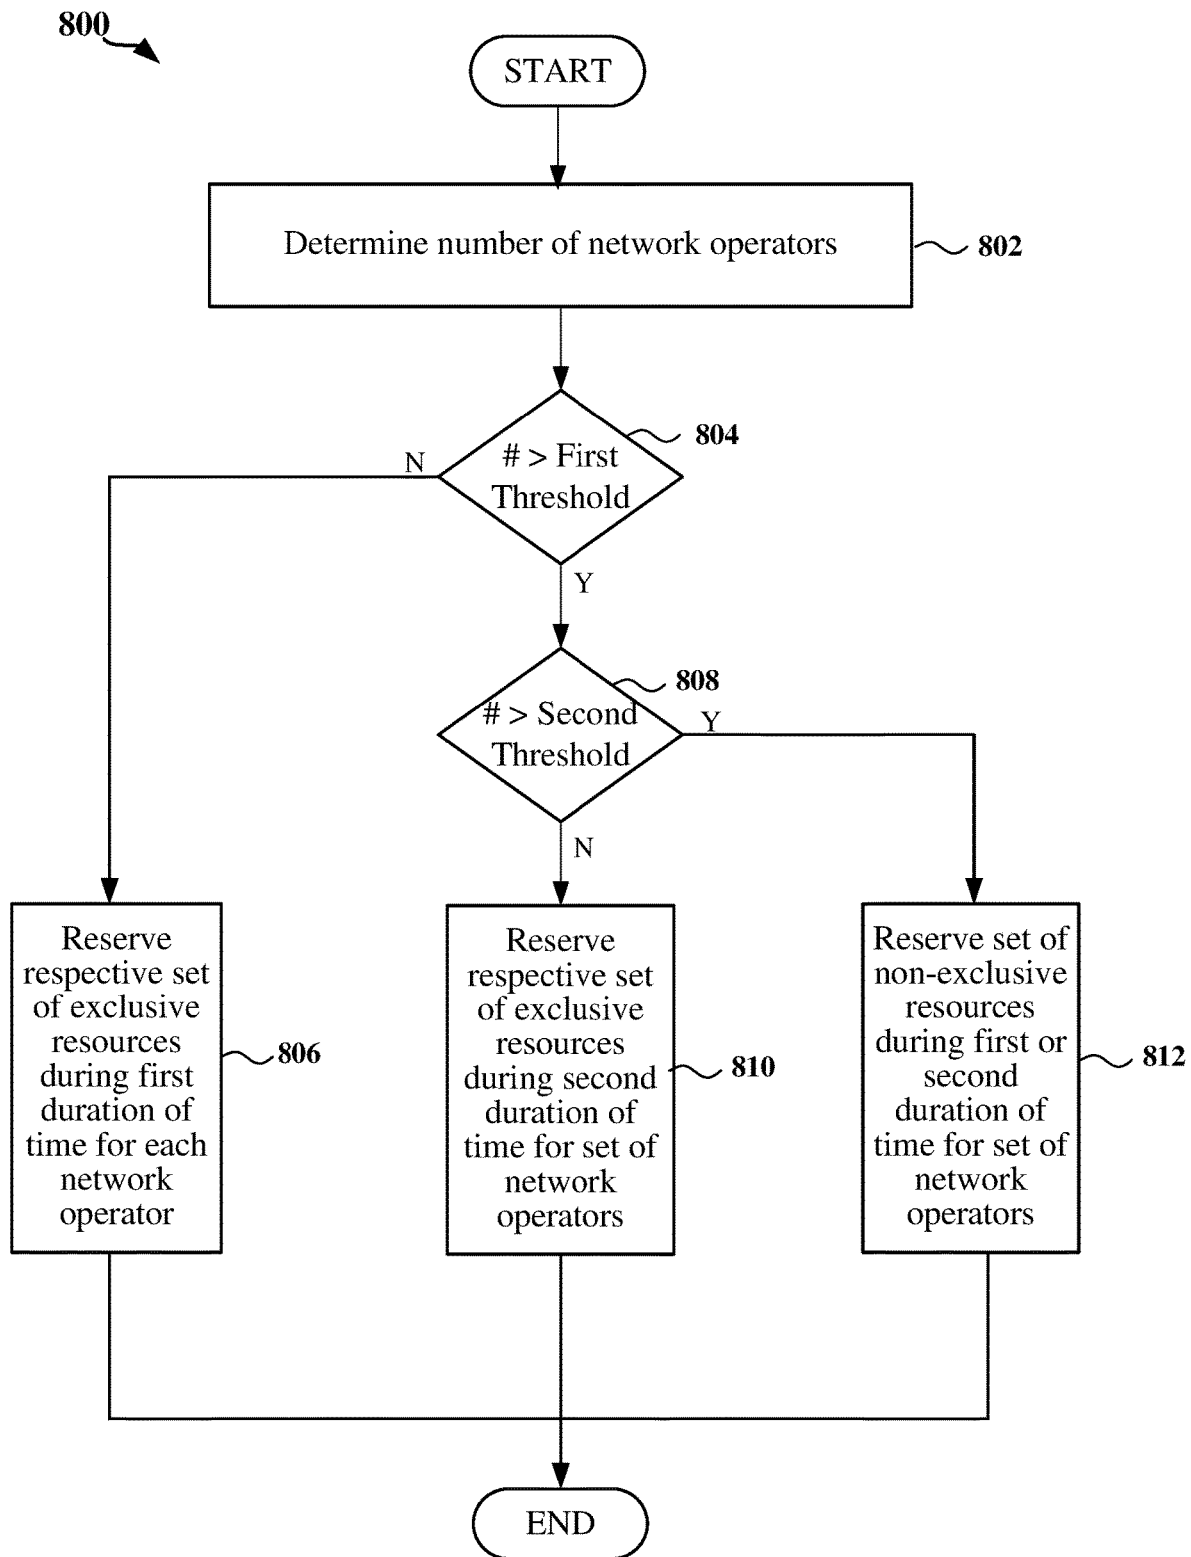 800
START
Determine number of network operators
802
804
# > First
Threshold
N
Y
808
# > Second
Threshold
Y
N
Reserve
respective set
of exclusive
resources
during first
duration of
time for each
network
operator
806
Reserve
respective set
of exclusive
resources
during second
duration of
time for set of
network
operators
810
Reserve set of
non-exclusive
resources
during first or
second
duration of
time for set of
network
operators
812
END